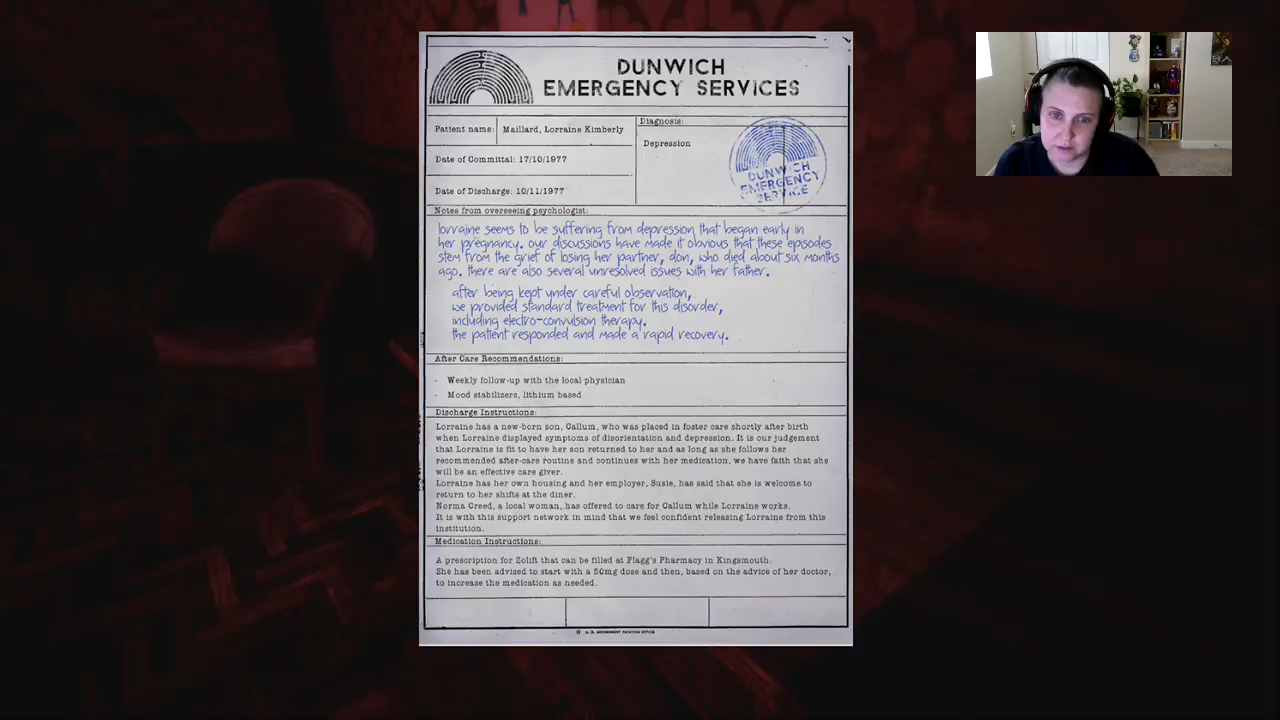 DUNWICH
EMERGENCY SERVICES
Patient name:
Maillard, Lorraine Kimberly
Date of Committal: 17/10/1977
Date of Discharge: 10/11/1977
Diagnosis:
Depression
DUNWICH
EMERGENCY
SERVICE
Notes from overseeing psychologist:
lorraine seems to be suffering from depression that began early in
her pregnancy. our discussions have made it obvious that these episodes
stem from the grief of losing her partner, don, who died about six months
ago. there are also several unresolved issues with her father.
after being kept under careful observation,
we provided standard treatment for this disorder,
including electro-convulsion therapy.
the patient responded and made a rapid recovery.
After Care Recommendations:
- Weekly follow-up with the local physician
- Mood stabilizers, lithium based
Discharge Instructions:
Lorraine has a new-born son, Callum, who was placed in foster care shortly after birth
when Lorraine displayed symptoms of disorientation and depression. It is our judgement
that Lorraine is fit to have her son returned to her and as long as she follows her
recommended after-care routine and continues with her medication, we have faith that she
will be an effective care giver.
Lorraine has her own housing and her employer, Susie, has said that she is welcome to
return to her shifts at the diner.
Norma Creed, a local woman, has offered to care for Callum while Lorraine works.
It is with this support network in mind that we feel confident releasing Lorraine from this
institution.
Medication Instructions:
A prescription for Zolift that can be filled at Flagg's Pharmacy in Kingsmouth.
She has been advised to start with a 50mg dose and then, based on the advice of her doctor,
to increase the medication as needed.
U. S. GOVERNMENT PRINTING OFFICE